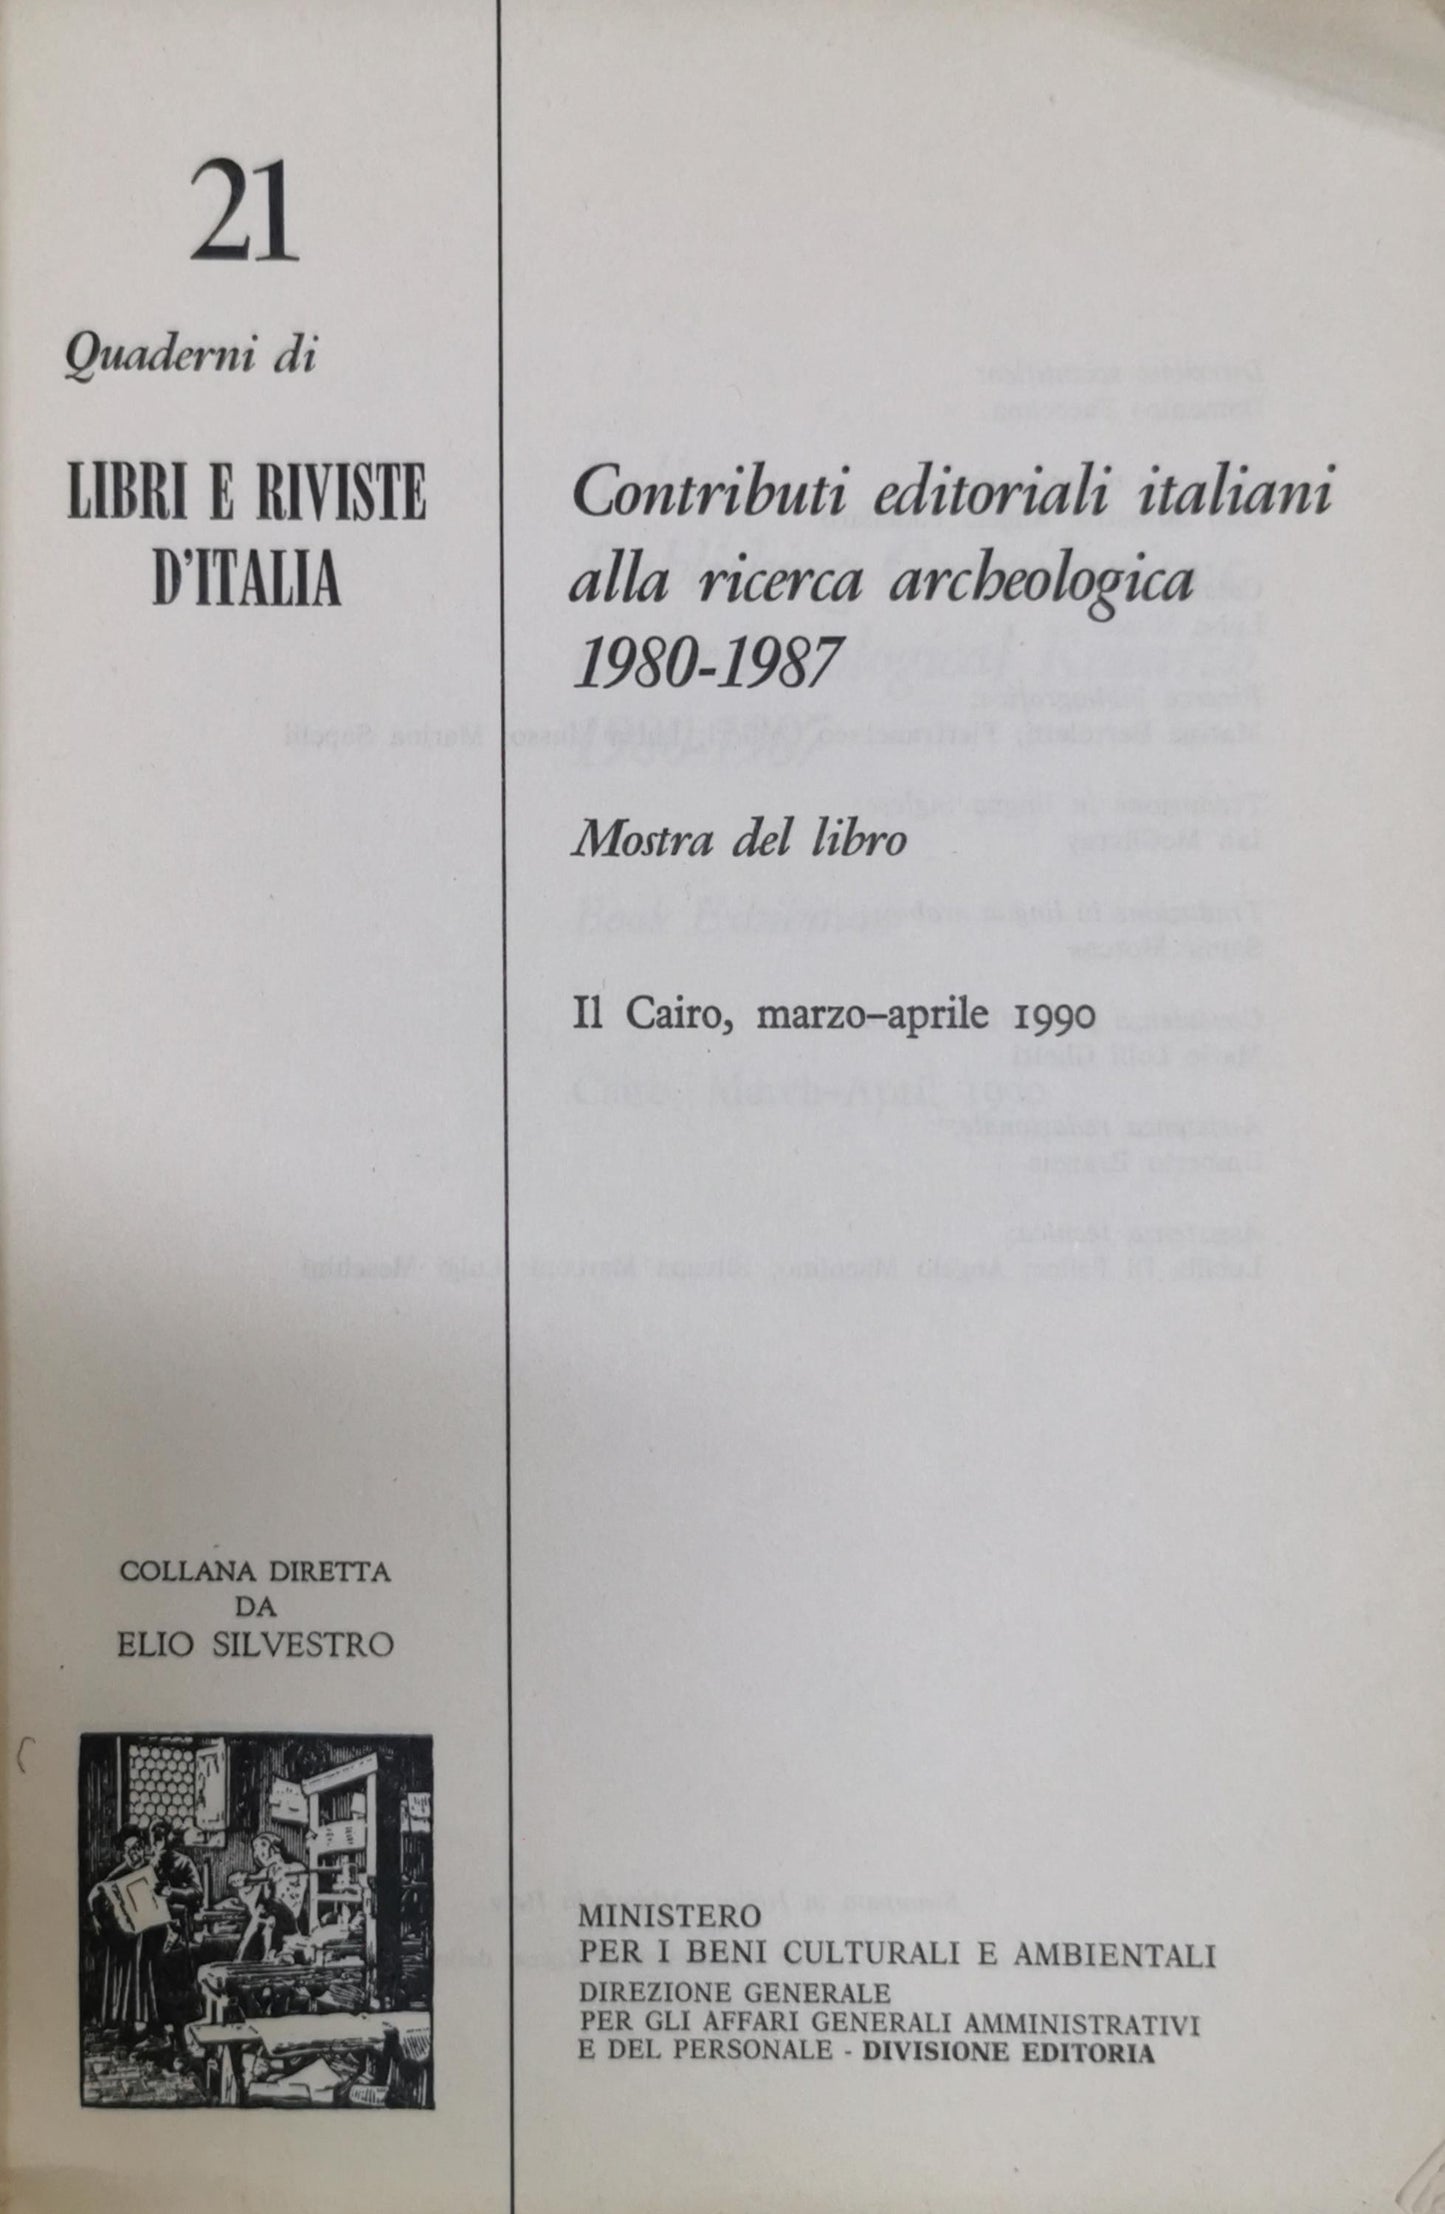 21
Quaderni di
LIBRI E RIVISTE
D'ITALIA
COLLANA DIRETTA
DA
ELIO SILVESTRO
Contributi editoriali italiani
alla ricerca archeologica
1980-1987
Mostra del libro
Il Cairo, marzo-aprile 1990
MINISTERO
PER I BENI CULTURALI E AMBIENTALI
DIREZIONE GENERALE
PER GLI AFFARI GENERALI AMMINISTRATIVI
E DEL PERSONALE - DIVISIONE EDITORIA